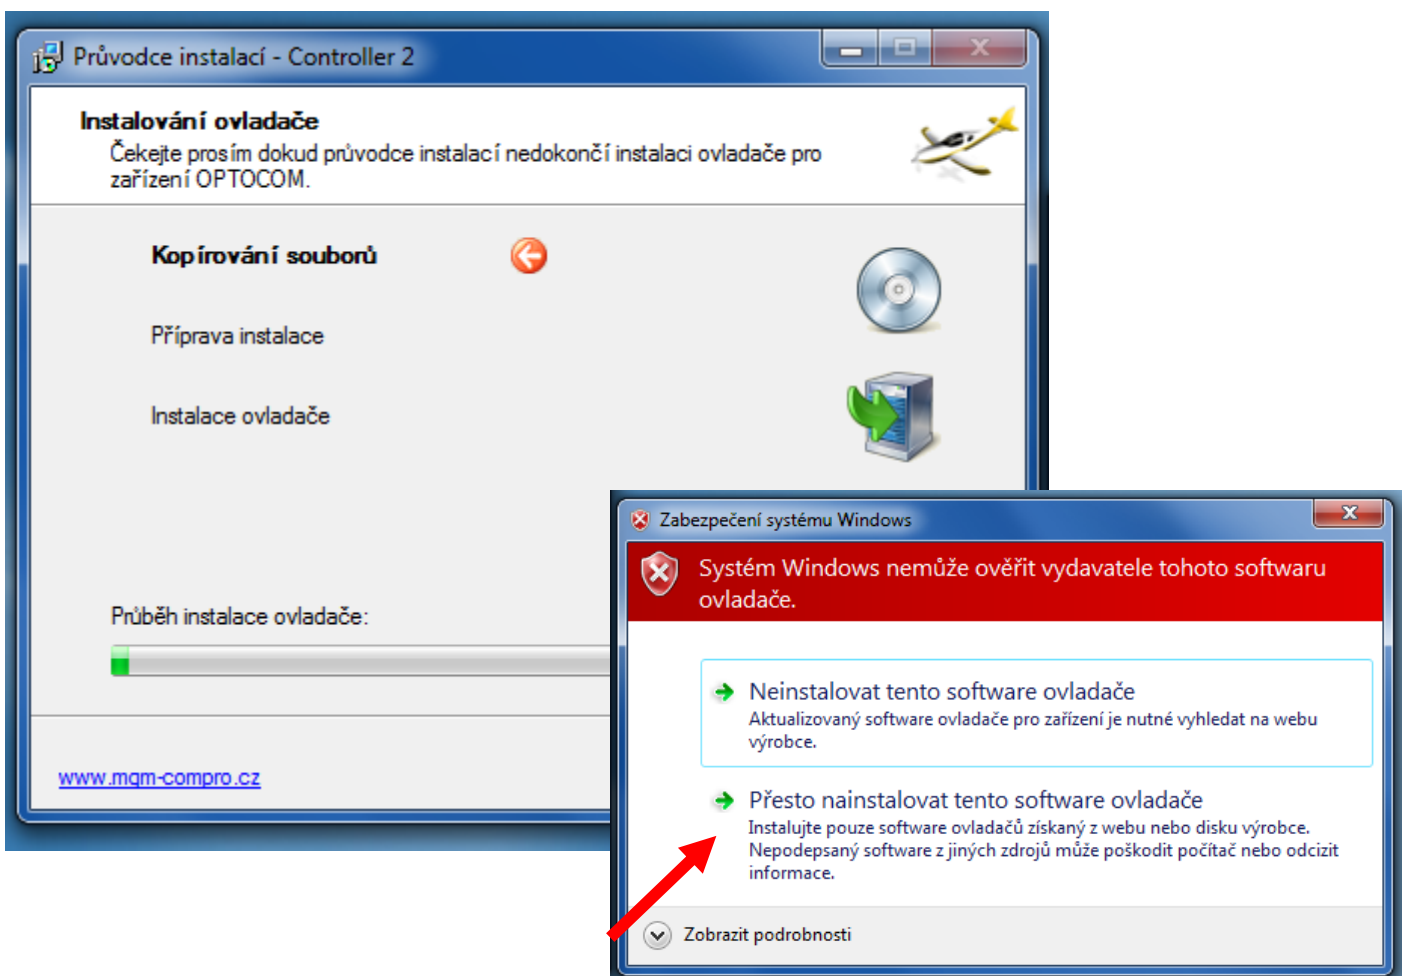 Průvodce instalací - Controller 2
Instalování ovladače
Čekejte prosím dokud průvodce instalací nedokončí instalaci ovladače pro
zařízení OPTOCOM.
Kopírování souborů
Příprava instalace
Instalace ovladače
Průběh instalace ovladače:
www.mgm-compro.cz
Zabezpečení systému Windows
Systém Windows nemůže ověřit vydavatele tohoto softwaru
ovladače.
Neinstalovat tento software ovladače
Aktualizovaný software ovladače pro zařízení je nutné vyhledat na webu
výrobce.
Přesto nainstalovat tento software ovladače
Instalujte pouze software ovladačů získaný z webu nebo disku výrobce.
Nepodepsaný software z jiných zdrojů může poškodit počítač nebo odcizit
informace.
Zobrazit podrobnosti